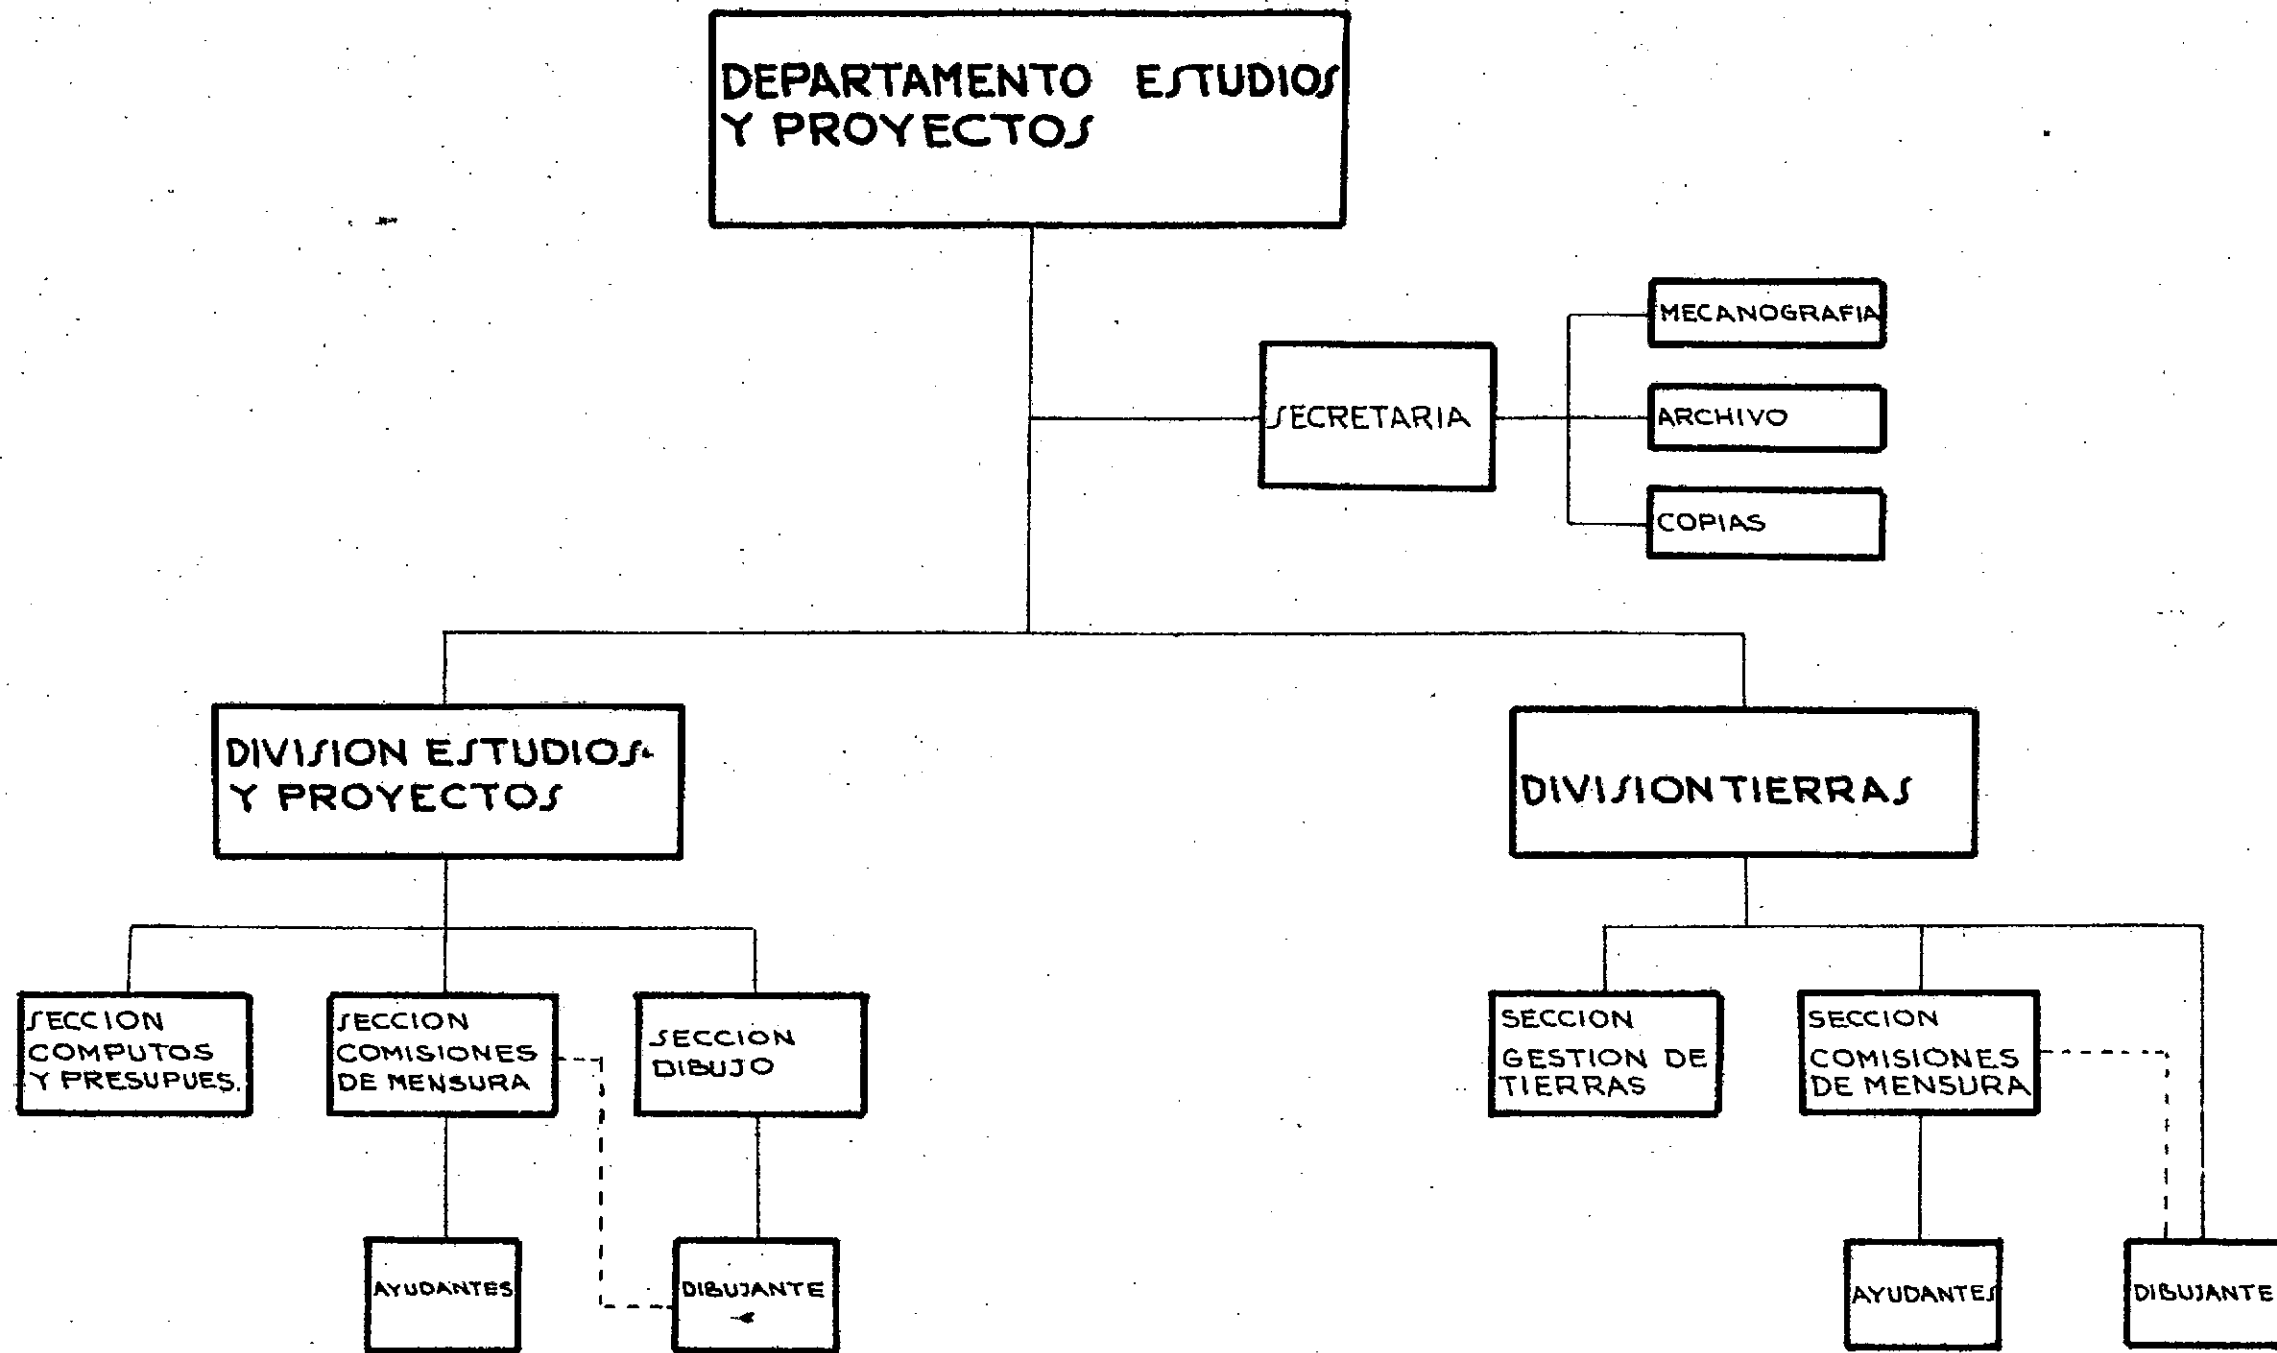 DEPARTAMENTO ESTUDIOS
Y PROYECTOS
MECANOGRAFIA
SECRETARIA
ARCHIVO
COPIAS
DIVISION ESTUDIOS
Y PROYECTOS
DIVISION TIERRAS
SECCION
COMPUTOS
Y PRESUPUES.
SECCION
COMISIONES
DE MENSURA
SECCION
DIBUJO
SECCION
GESTION DE
TIERRAS
SECCION
COMISIONES
DE MENSURA
AYUDANTES
DIBUJANTE
AYUDANTES
DIBUJANTE